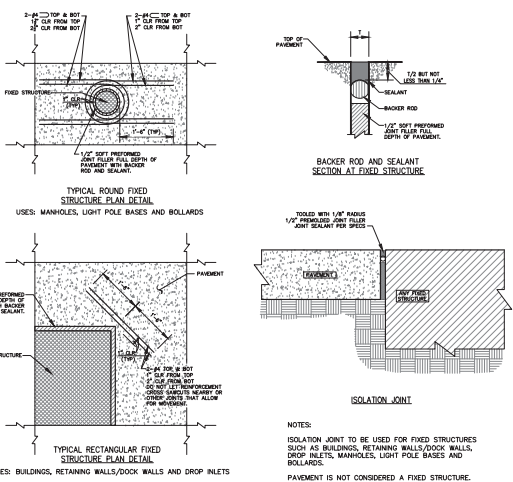 2-#4 TOP & BOT
1" CLR FROM TOP
2" CLR FROM BOT
2-#4 TOP & BOT
1" CLR FROM TOP
2" CLR FROM BOT
FIXED STRUCTURE
1" CLR
(TYP)
1'-6" (TYP)
1/2" SOFT PREFORMED
JOINT FILLER FULL DEPTH OF
PAVEMENT WITH BACKER
ROD AND SEALANT.
TYPICAL ROUND FIXED
STRUCTURE PLAN DETAIL
USES: MANHOLES, LIGHT POLE BASES AND BOLLARDS
TOP OF
PAVEMENT
T
T/2 BUT NOT
LESS THAN 1/4"
SEALANT
BACKER ROD
1/2" SOFT PREFORMED
JOINT FILLER FULL
DEPTH OF PAVEMENT.
BACKER ROD AND SEALANT
SECTION AT FIXED STRUCTURE
PAVEMENT
1'-6"
1'-6"
REFORMED
DEPTH OF
H BACKER
SEALANT.
RUCTURE
1" CLR
(TYP)
2-#4 TOP & BOT
1" CLR FROM TOP
2" CLR FROM BOT
DO NOT LET REINFORCEMENT
CROSS SAWCUTS NEARBY OR
OTHER JOINTS THAT ALLOW
FOR MOVEMENT.
TYPICAL RECTANGULAR FIXED
STRUCTURE PLAN DETAIL
ES: BUILDINGS, RETAINING WALLS/DOCK WALLS AND DROP INLETS
TOOLED WITH 1/8" RADIUS
1/2" PREMOLDED JOINT FILLER
JOINT SEALANT PER SPECS
PAVEMENT
ANY FIXED
STRUCTURE
ISOLATION JOINT
NOTES:
ISOLATION JOINT TO BE USED FOR FIXED STRUCTURES
SUCH AS BUILDINGS, RETAINING WALLS/DOCK WALLS,
DROP INLETS, MANHOLES, LIGHT POLE BASES AND
BOLLARDS.
PAVEMENT IS NOT CONSIDERED A FIXED STRUCTURE.